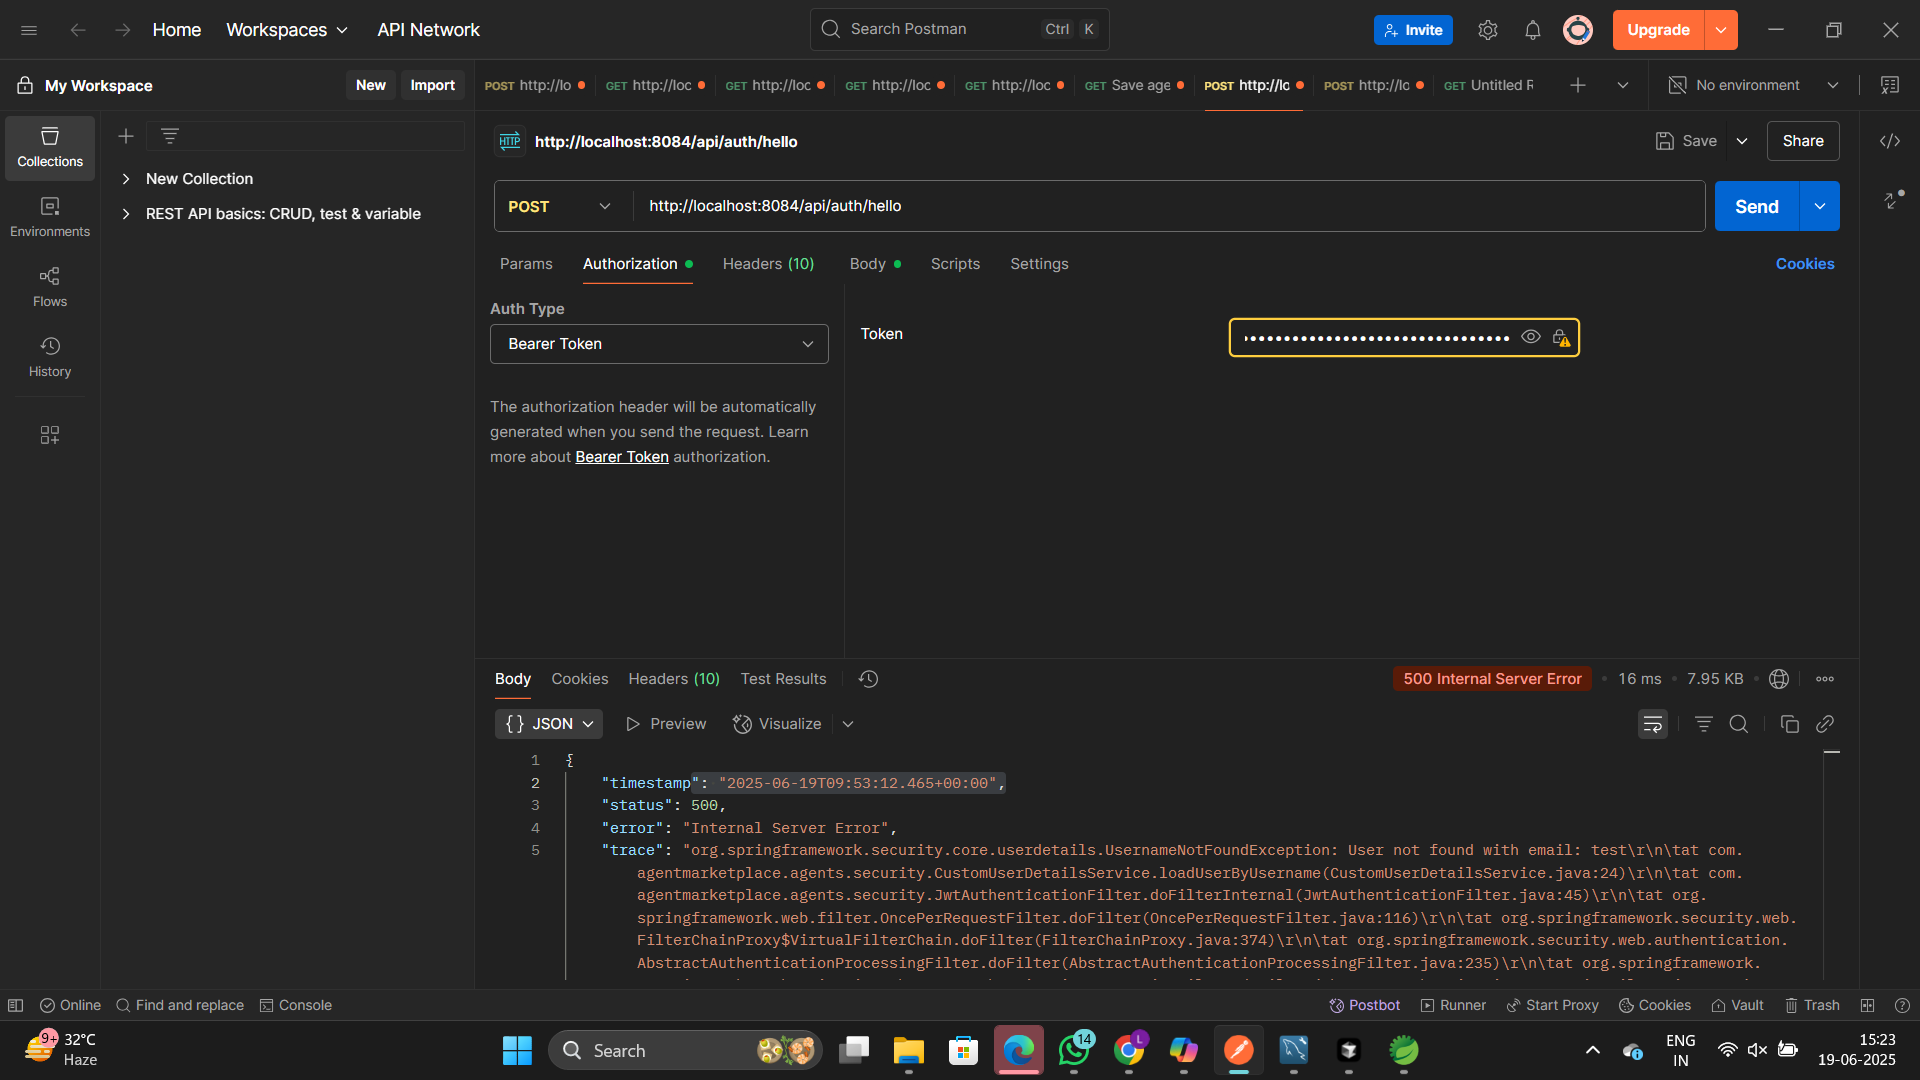 Home
Workspaces
API Network
Search Postman
Ctrl
K
Invite
Upgrade
My Workspace
New
Import
POST http://lo
GET http://loc
GET http://loc
GET http://loc
GET http://loc
GET Save age
POST http://lo
POST http://lo
GET Untitled R
No environment
Collections
New Collection
REST API basics: CRUD, test & variable
Environments
Flows
History
HTTP
http://localhost:8084/api/auth/hello
Save
Share
POST
http://localhost:8084/api/auth/hello
Send
Params
Authorization
Headers (10)
Body
Scripts
Settings
Cookies
Auth Type
Bearer Token
Token
The authorization header will be automatically
generated when you send the request. Learn
more about Bearer Token authorization.
Body
Cookies
Headers (10)
Test Results
500 Internal Server Error
16 ms
7.95 KB
{} JSON
Preview
Visualize
1 {
2 "timestamp": "2025-06-19T09:53:12.465+00:00",
3 "status": 500,
4 "error": "Internal Server Error",
5 "trace": "org.springframework.security.core.userdetails.UsernameNotFoundException: User not found with email: test\r\n\tat com.
agentmarketplace.agents.security.CustomUserDetailsService.loadUserByUsername(CustomUserDetailsService.java:24)\r\n\tat com.
agentmarketplace.agents.security.JwtAuthenticationFilter.doFilterInternal(JwtAuthenticationFilter.java:45)\r\n\tat org.
springframework.web.filter.OncePerRequestFilter.doFilter(OncePerRequestFilter.java:116)\r\n\tat org.springframework.security.web.
FilterChainProxy$VirtualFilterChain.doFilter(FilterChainProxy.java:374)\r\n\tat org.springframework.security.web.authentication.
AbstractAuthenticationProcessingFilter.doFilter(AbstractAuthenticationProcessingFilter.java:235)\r\n\tat org.springframework.
Online
Find and replace
Console
Postbot
Runner
Start Proxy
Cookies
Vault
Trash
9+
32°C
Haze
Search
14
L
ENG
IN
15:23
19-06-2025